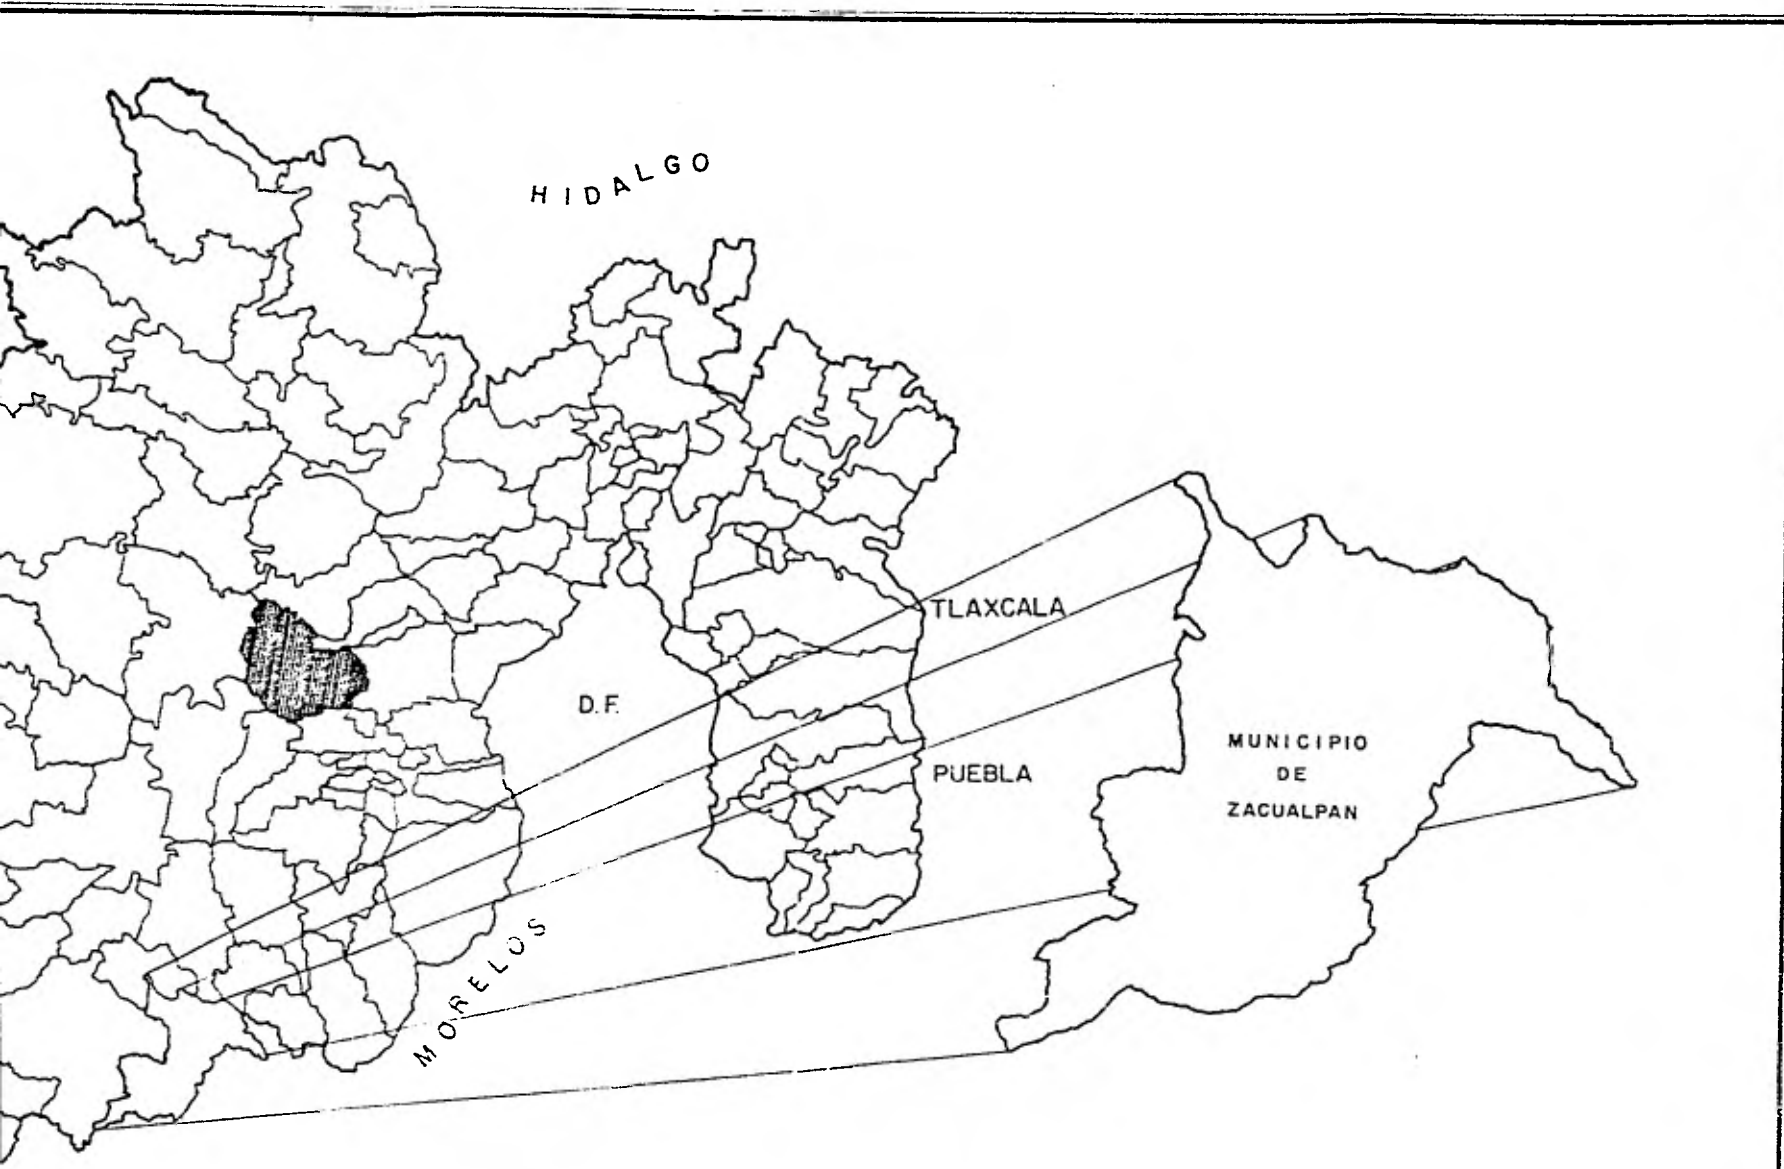 HIDALGO
TLAXCALA
D.F.
MUNICIPIO
DE
ZACUALPAN
PUEBLA
MORELOS